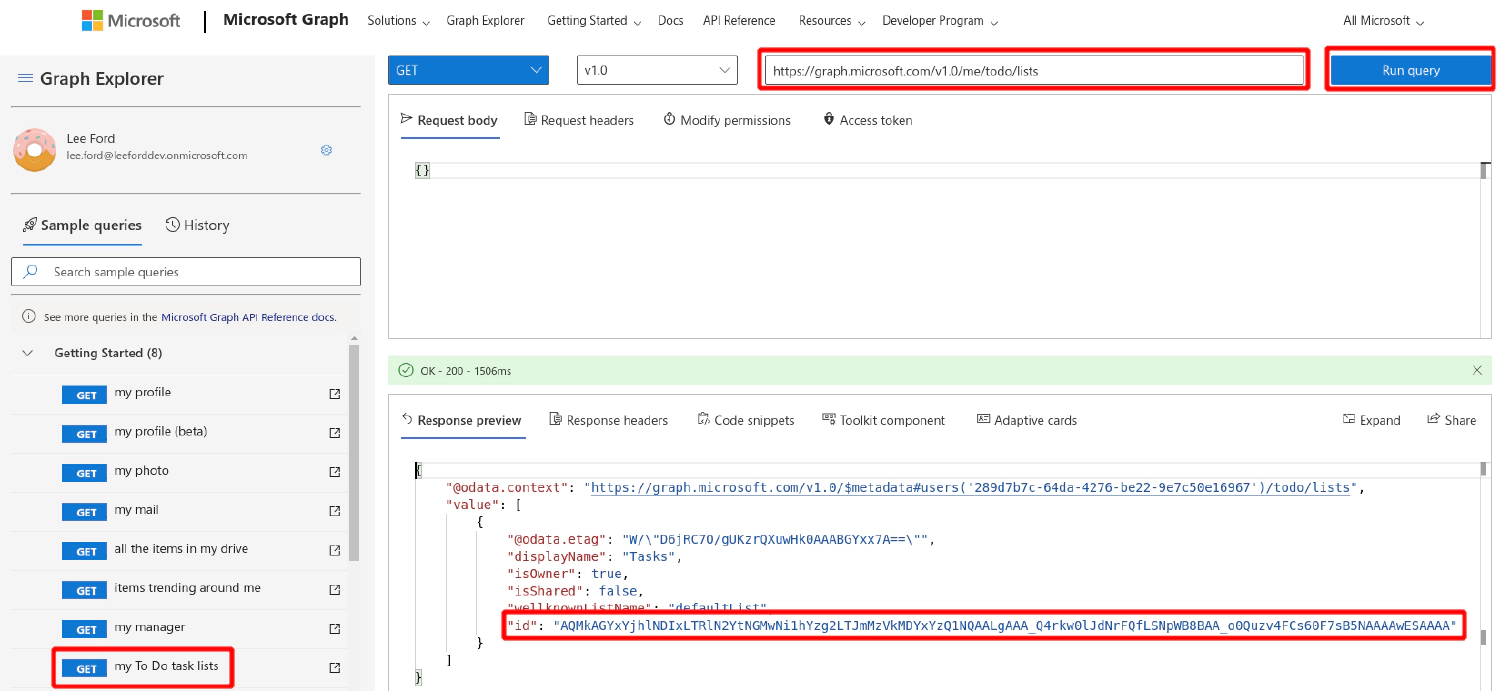 Microsoft Microsoft Graph Solutions Graph Explorer Getting Started Docs API Reference Resources Developer Program All Microsoft
Graph Explorer
Lee Ford
lee.ford@leeforddev.onmicrosoft.com
Sample queries History
Search sample queries
See more queries in the Microsoft Graph API Reference docs.
Getting Started (8)
GET my profile
GET my profile (beta)
GET my photo
GET my mail
GET all the items in my drive
GET items trending around me
GET my manager
GET my To Do task lists
GET v1.0 https://graph.microsoft.com/v1.0/me/todo/lists Run query
Request body Request headers Modify permissions Access token
{}
OK - 200 - 1506ms
Response preview Response headers Code snippets Toolkit component Adaptive cards Expand Share
{
"@odata.context": "https://graph.microsoft.com/v1.0/$metadata#users('289d7b7c-64da-4276-be22-9e7c50e16967')/todo/lists",
"value": [
{
"@odata.etag": "W/\"D6jRC7O/gUKzrQXuwHk0AAABGYxx7A==\"",
"displayName": "Tasks",
"isOwner": true,
"isShared": false,
"wellknownListName": "defaultList",
"id": "AQMkAGYxYjhlNDIxLTRlN2YtNGMwNi1hYzg2LTJmMzVkMDYxYzQ1NQAALgAAA_Q4rkw0lJdNrFQfLSNpWB8BAA_o0Quzv4FCs60F7sB5NAAAAwESAAAA"
}
]
}